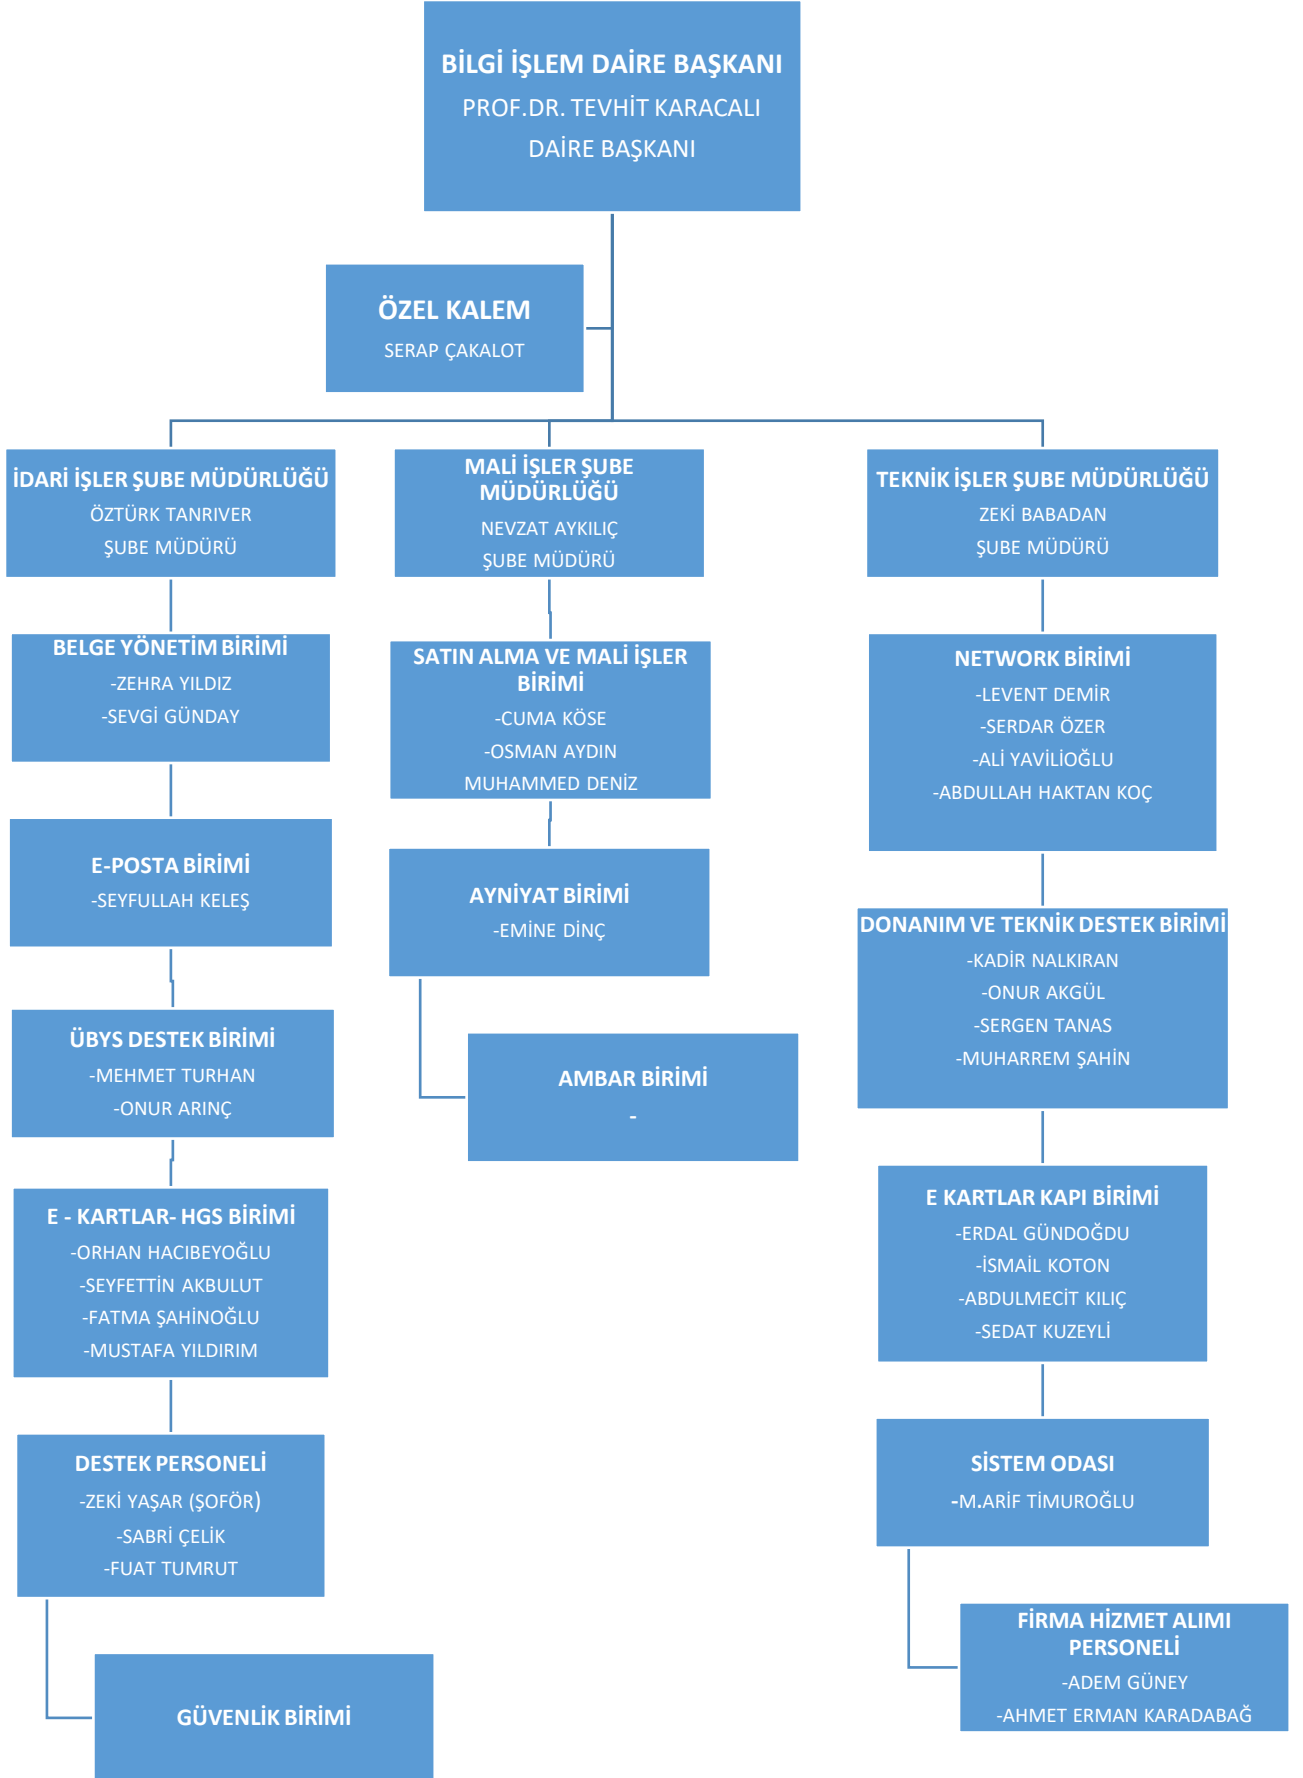 BİLGİ İŞLEM DAİRE BAŞKANI
PROF.DR. TEVHİT KARACALI
DAİRE BAŞKANI
ÖZEL KALEM
SERAP ÇAKALOT
İDARİ İŞLER ŞUBE MÜDÜRLÜĞÜ
ÖZTÜRK TANRIVER
ŞUBE MÜDÜRÜ
BELGE YÖNETİM BİRİMİ
-ZEHRA YILDIZ
-SEVGİ GÜNDAY
E-POSTA BİRİMİ
-SEYFULLAH KELEŞ
ÜBYS DESTEK BİRİMİ
-MEHMET TURHAN
-ONUR ARINÇ
E - KARTLAR- HGS BİRİMİ
-ORHAN HACIBEYOĞLU
-SEYFETTİN AKBULUT
-FATMA ŞAHİNOĞLU
-MUSTAFA YILDIRIM
DESTEK PERSONELİ
-ZEKİ YAŞAR (ŞOFÖR)
-SABRİ ÇELİK
-FUAT TUMRUT
GÜVENLİK BİRİMİ
MALİ İŞLER ŞUBE
MÜDÜRLÜĞÜ
NEVZAT AYKILIÇ
ŞUBE MÜDÜRÜ
SATIN ALMA VE MALİ İŞLER
BİRİMİ
-CUMA KÖSE
-OSMAN AYDIN
MUHAMMED DENİZ
AYNİYAT BİRİMİ
-EMİNE DİNÇ
AMBAR BİRİMİ
-
TEKNİK İŞLER ŞUBE MÜDÜRLÜĞÜ
ZEKİ BABADAN
ŞUBE MÜDÜRÜ
NETWORK BİRİMİ
-LEVENT DEMİR
-SERDAR ÖZER
-ALİ YAVİLİOĞLU
-ABDULLAH HAKTAN KOÇ
DONANIM VE TEKNİK DESTEK BİRİMİ
-KADİR NALKIRAN
-ONUR AKGÜL
-SERGEN TANAS
-MUHARREM ŞAHİN
E KARTLAR KAPI BİRİMİ
-ERDAL GÜNDOĞDU
-İSMAİL KOTON
-ABDULMECİT KILIÇ
-SEDAT KUZEYLİ
SİSTEM ODASI
-M.ARİF TİMUROĞLU
FİRMA HİZMET ALIMI
PERSONELİ
-ADEM GÜNEY
-AHMET ERMAN KARADABAĞ